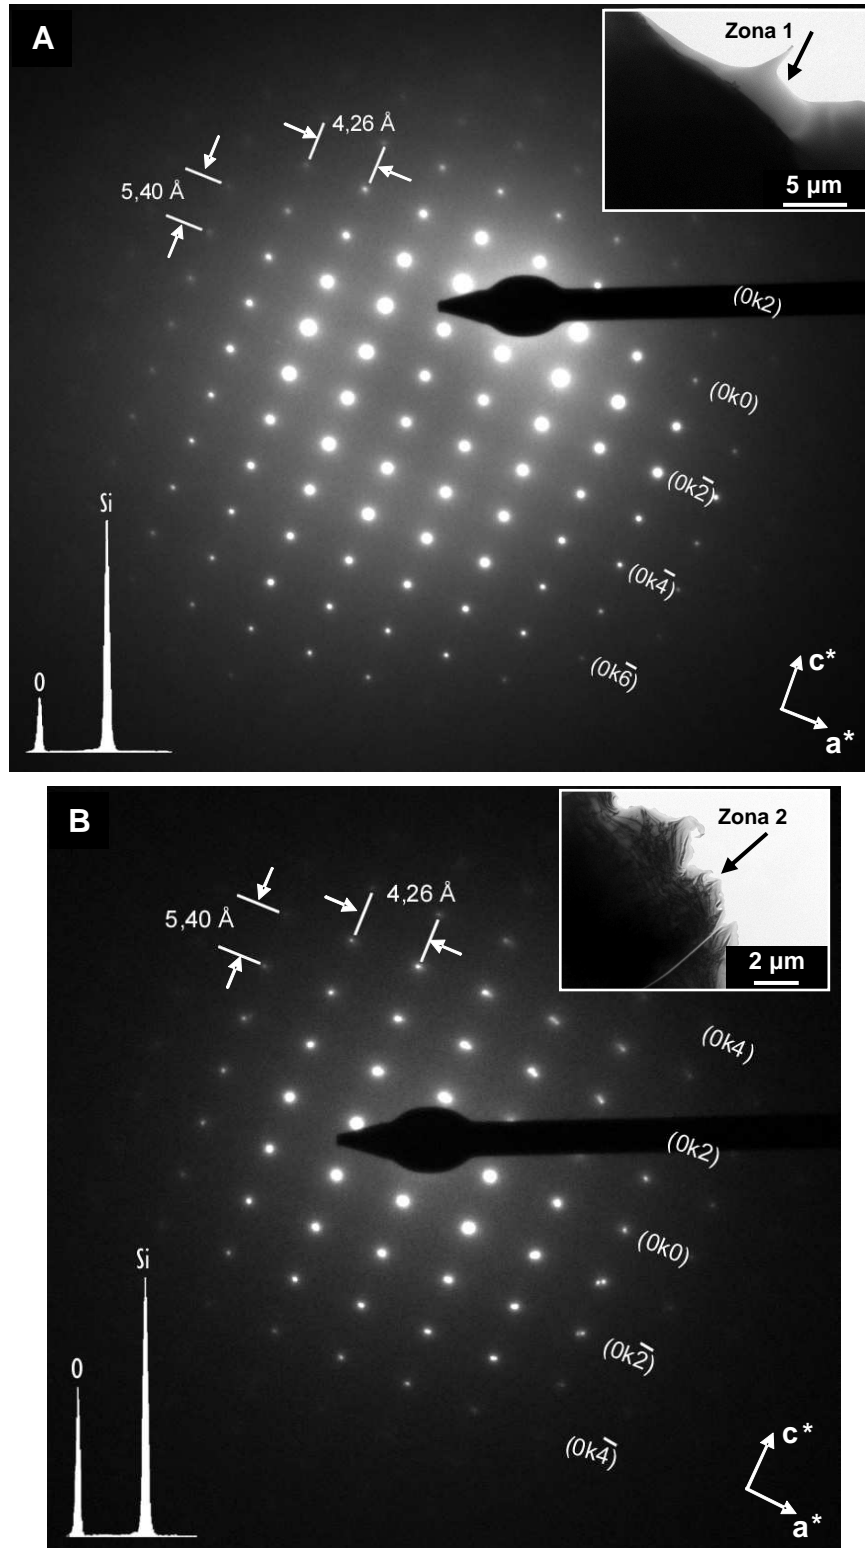 A
Zona 1
5 µm
4,26 Å
5,40 Å
(0k2)
(0k0)
(0k2̅)
(0k4̅)
(0k6̅)
Si
O
c*
a*
B
Zona 2
2 µm
4,26 Å
5,40 Å
(0k4)
(0k2)
(0k0)
(0k2̅)
(0k4̅)
Si
O
c*
a*